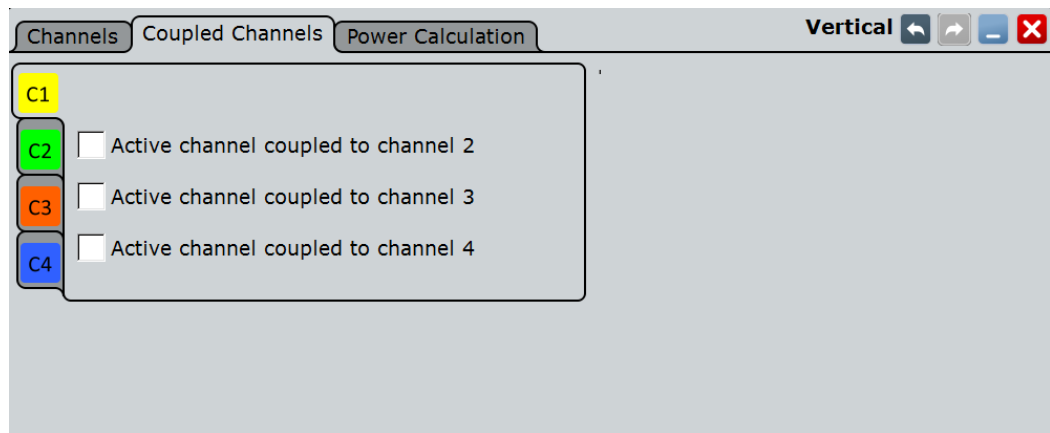 Channels Coupled Channels Power Calculation Vertical
C1
C2 Active channel coupled to channel 2
C3 Active channel coupled to channel 3
C4 Active channel coupled to channel 4